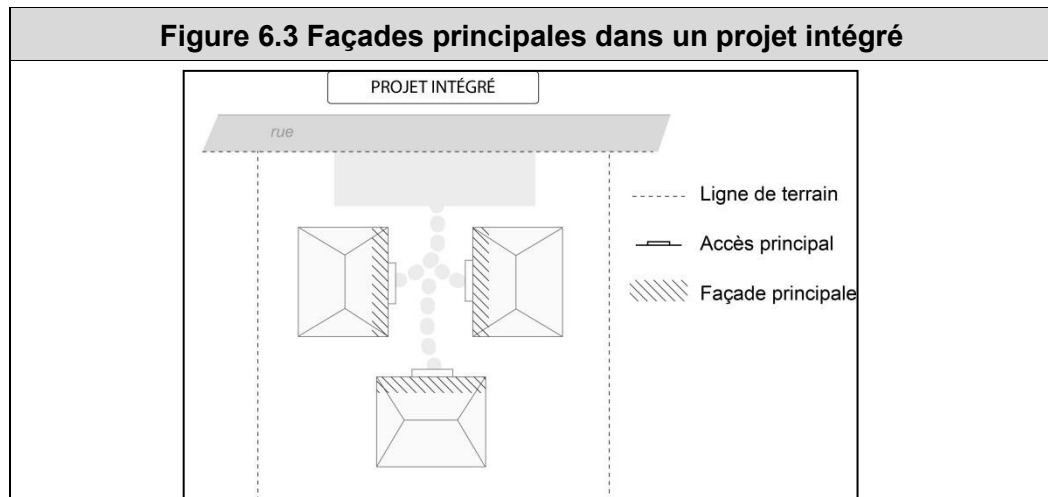 Figure 6.3 Façades principales dans un projet intégré
PROJET INTÉGRÉ
rue
Ligne de terrain
Accès principal
Façade principale